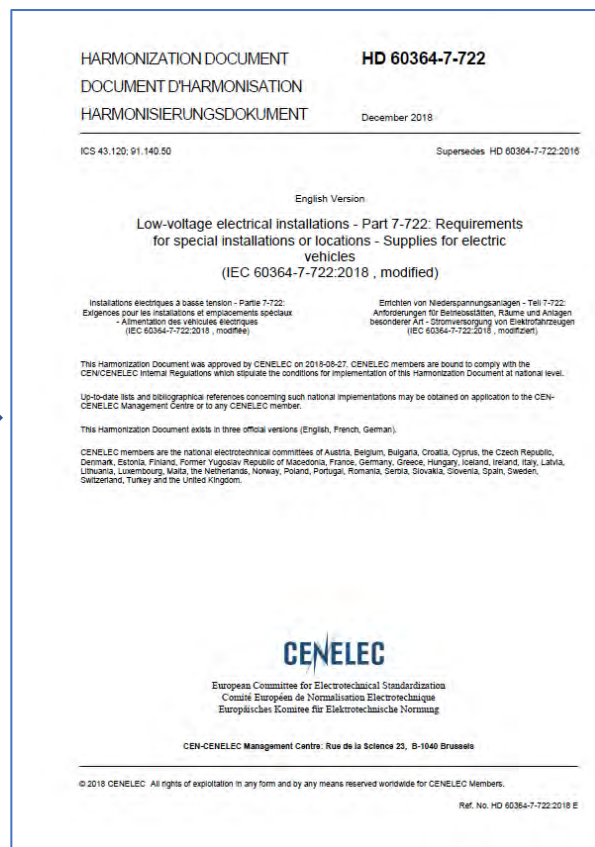 HARMONIZATION DOCUMENT
HD 60364-7-722
DOCUMENT D'HARMONISATION
HARMONISIERUNGSDOKUMENT
December 2018
ICS 43.120; 91.140.50
Supersedes HD 60364-7-722:2016
English Version
Low-voltage electrical installations - Part 7-722: Requirements
for special installations or locations - Supplies for electric
vehicles
(IEC 60364-7-722:2018 , modified)
Installations électriques à basse tension - Partie 7-722:
Exigences pour les installations et emplacements spéciaux
- Alimentation des véhicules électriques
(IEC 60364-7-722:2018 , modifiée)
Errichten von Niederspannungsanlagen - Teil 7-722:
Anforderungen für Betriebsstätten, Räume und Anlagen
besonderer Art - Stromversorgung von Elektrofahrzeugen
(IEC 60364-7-722:2018 , modifiziert)
This Harmonization Document was approved by CENELEC on 2018-08-27. CENELEC members are bound to comply with the
CEN/CENELEC Internal Regulations which stipulate the conditions for implementation of this Harmonization Document at national level.
Up-to-date lists and bibliographical references concerning such national implementations may be obtained on application to the CEN-
CENELEC Management Centre or to any CENELEC member.
This Harmonization Document exists in three official versions (English, French, German).
CENELEC members are the national electrotechnical committees of Austria, Belgium, Bulgaria, Croatia, Cyprus, the Czech Republic,
Denmark, Estonia, Finland, Former Yugoslav Republic of Macedonia, France, Germany, Greece, Hungary, Iceland, Ireland, Italy, Latvia,
Lithuania, Luxembourg, Malta, the Netherlands, Norway, Poland, Portugal, Romania, Serbia, Slovakia, Slovenia, Spain, Sweden,
Switzerland, Turkey and the United Kingdom.
CENELEC
European Committee for Electrotechnical Standardization
Comité Européen de Normalisation Electrotechnique
Europäisches Komitee für Elektrotechnische Normung
CEN-CENELEC Management Centre: Rue de la Science 23, B-1040 Brussels
© 2018 CENELEC All rights of exploitation in any form and by any means reserved worldwide for CENELEC Members.
Ref. No. HD 60364-7-722:2018 E